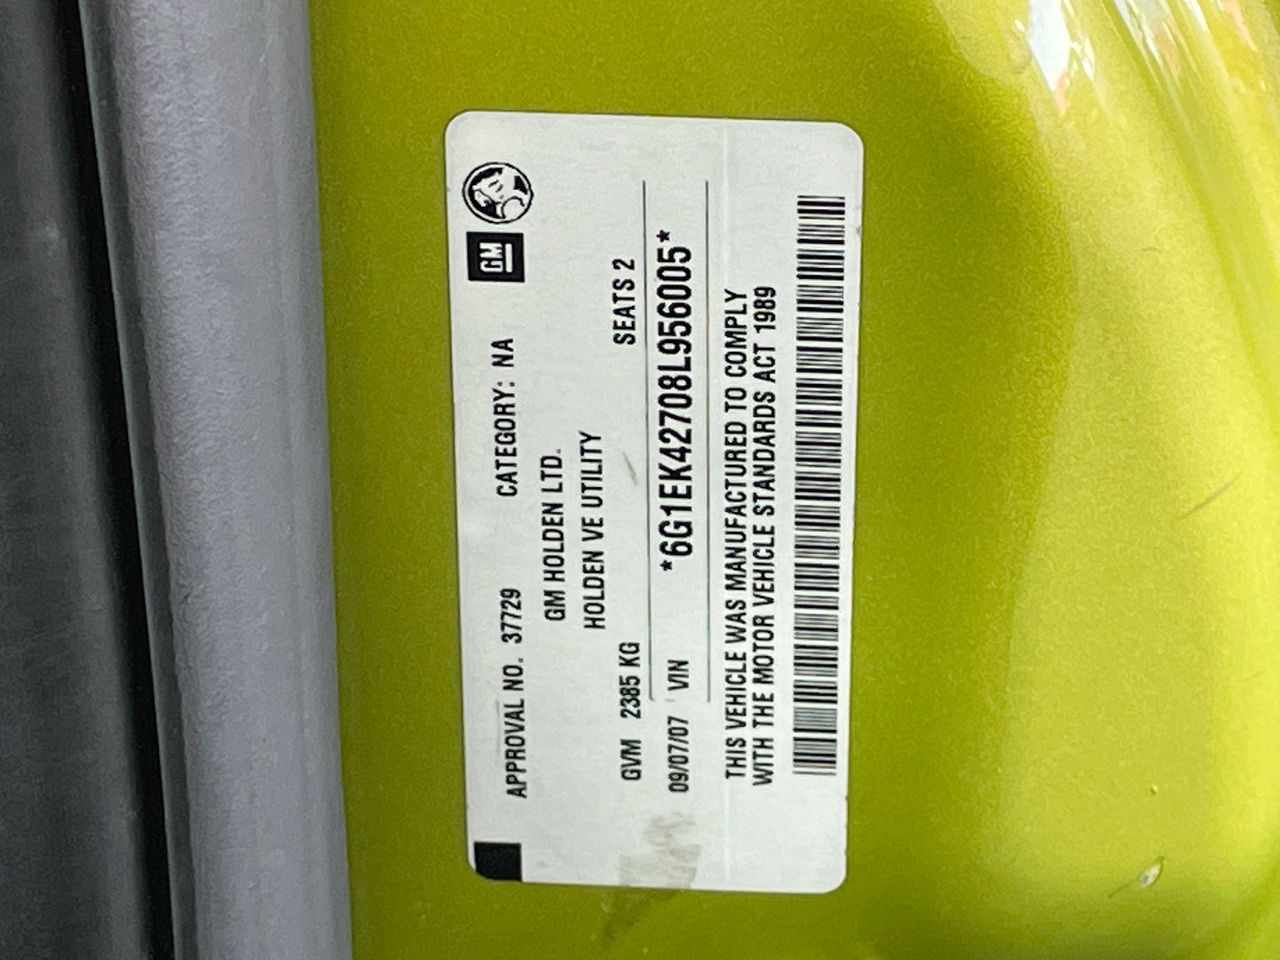 APPROVAL NO. 37729 CATEGORY: NA GM
GM HOLDEN LTD.
HOLDEN VE UTILITY
GVM 2385 KG SEATS 2
09/07/07 VIN *6G1EK42708L956005*
THIS VEHICLE WAS MANUFACTURED TO COMPLY
WITH THE MOTOR VEHICLE STANDARDS ACT 1989